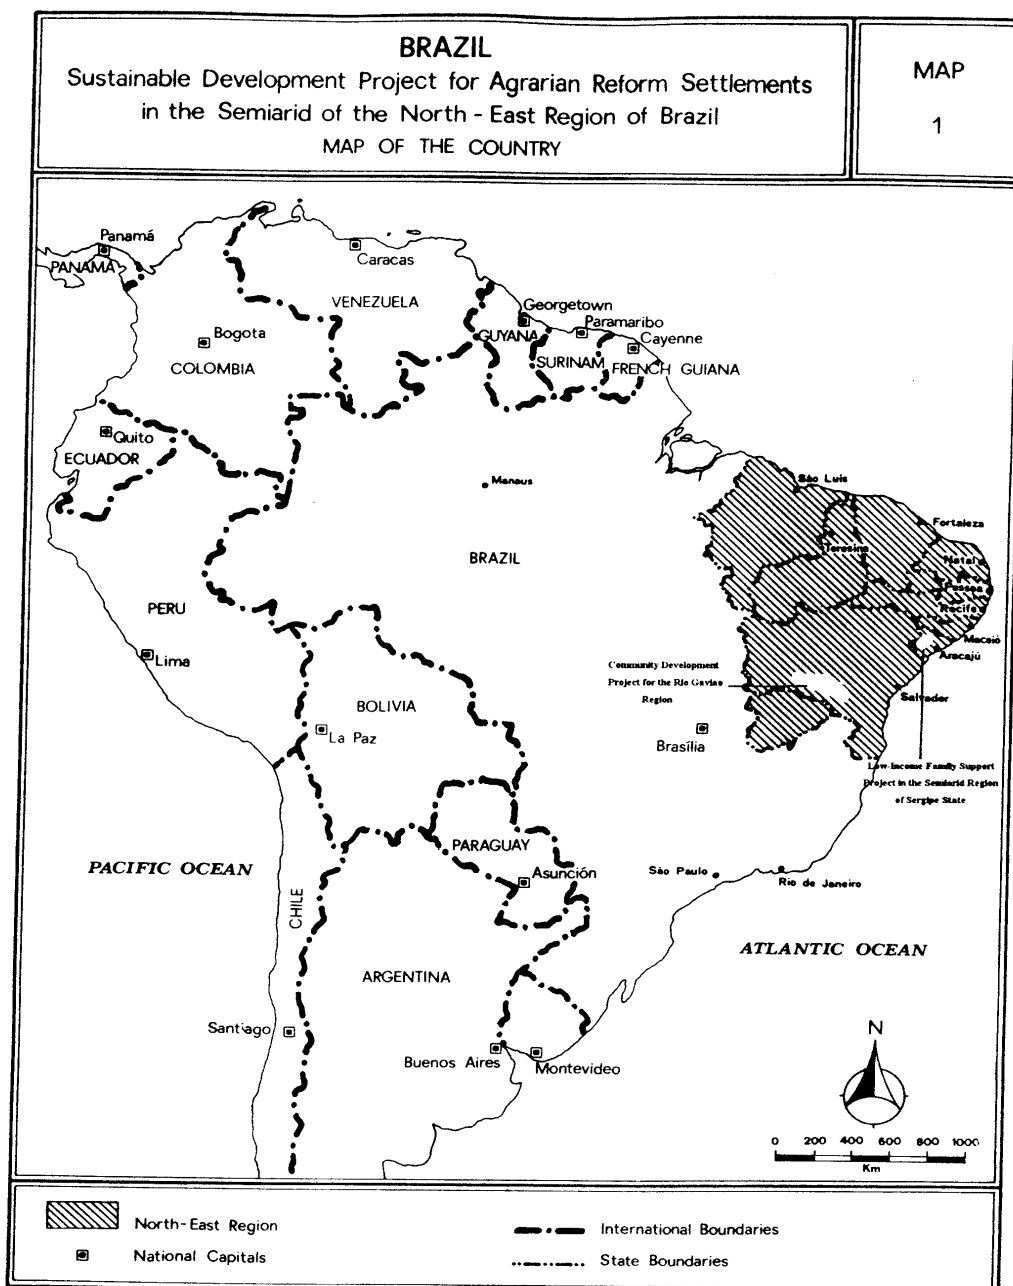 BRAZIL
Sustainable Development Project for Agrarian Reform Settlements
in the Semiarid of the North - East Region of Brazil
MAP OF THE COUNTRY
MAP
1
Panamá
PANAMA
Caracas
VENEZUELA
Georgetown
GUYANA
Paramaribo
Cayenne
SURINAM
FRENCH GUIANA
Bogota
COLOMBIA
Quito
ECUADOR
Manaus
São Luis
Fortaleza
Teresina
Natal
BRAZIL
Pessoa
Recife
PERU
Maceió
Aracajú
Lima
Community Development
Project for the Rio Gaviao
Region
Salvador
BOLIVIA
La Paz
Brasília
Low-Income Family Support
Project in the Semiarid Region
of Sergipe State
PARAGUAY
PACIFIC OCEAN
Asunción
São Paulo
Rio de Janeiro
CHILE
ATLANTIC OCEAN
ARGENTINA
Santiago
Buenos Aires
Montevideo
N
0 200 400 600 800 1000
Km
North-East Region
International Boundaries
National Capitals
State Boundaries